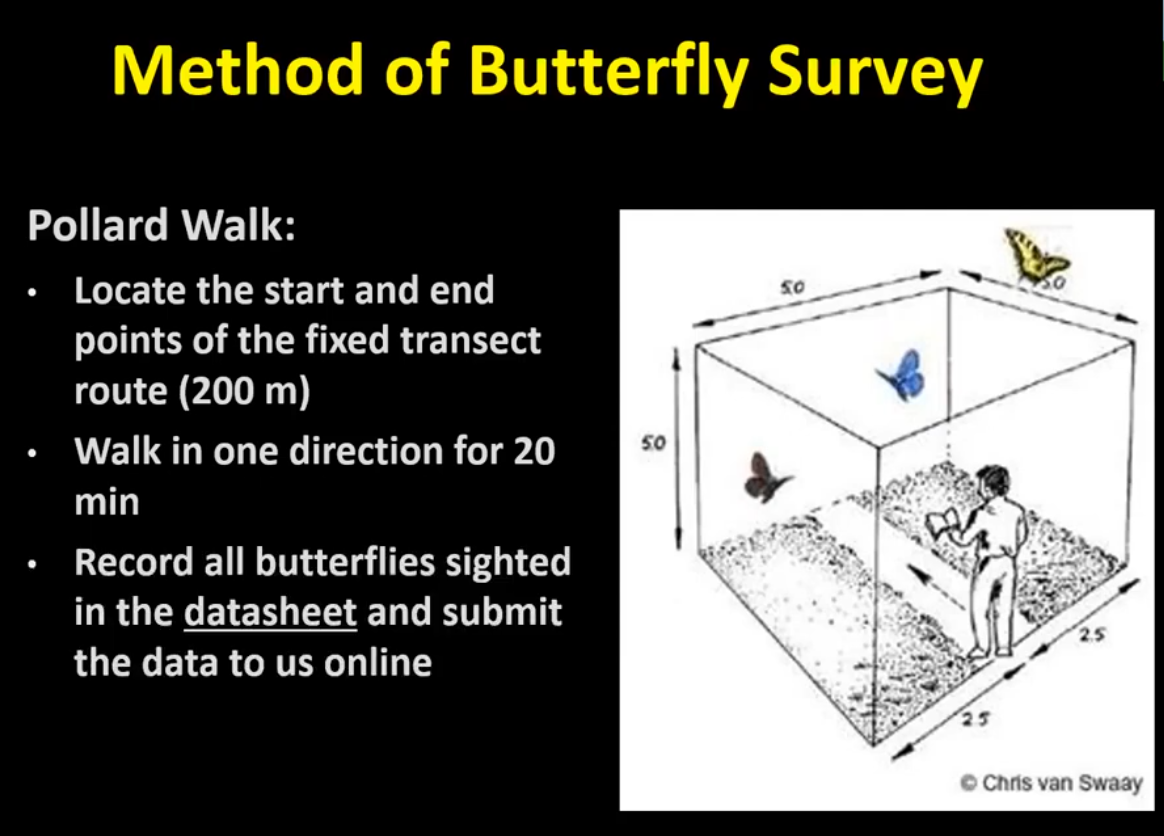 Method of Butterfly Survey
Pollard Walk:
• Locate the start and end
points of the fixed transect
route (200 m)
• Walk in one direction for 20
min
• Record all butterflies sighted
in the datasheet and submit
the data to us online
5.0
5.0
5.0
2.5
2.5
© Chris van Swaay